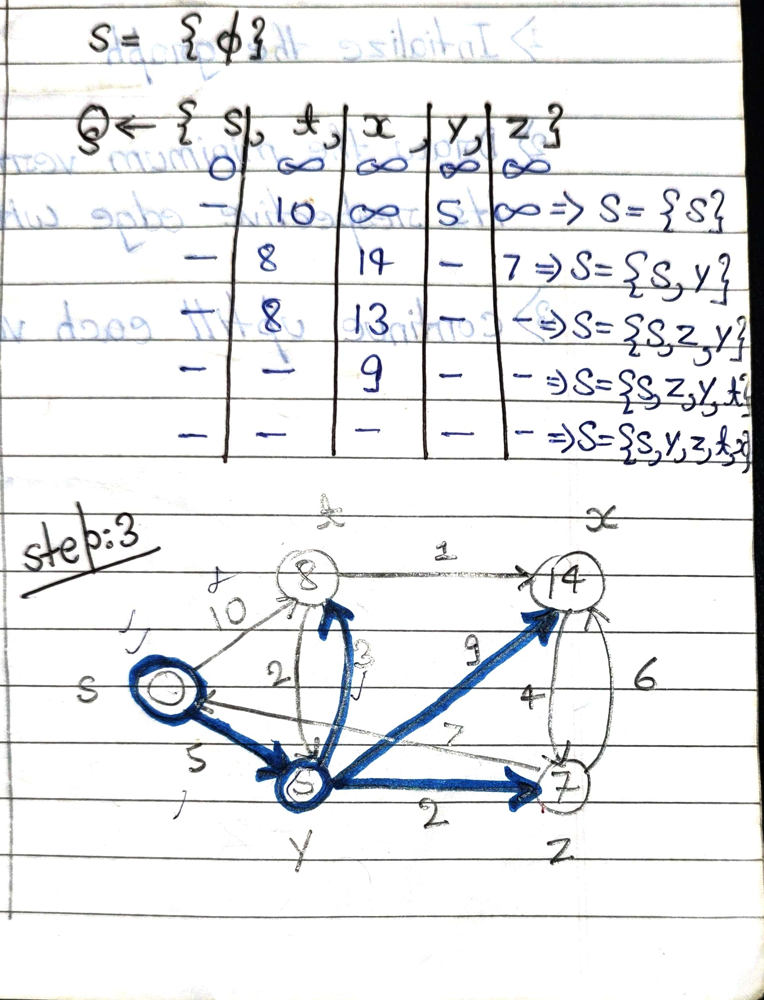 S = {ϕ}
Q ← { S, t, x, y, z }
S
0 ∞ ∞ ∞ ∞
- 10 ∞ 5 ∞ => S = {S}
- 8 14 - 7 => S = {S, y}
- 8 13 - - => S = {S, z, y}
- - 9 - - => S = {S, z, y, t}
- - - - - => S = {S, y, z, t, x}
step:3
t x
1
8 14
10
3 9
S 2 6
4
7
5
5 7
2
y z